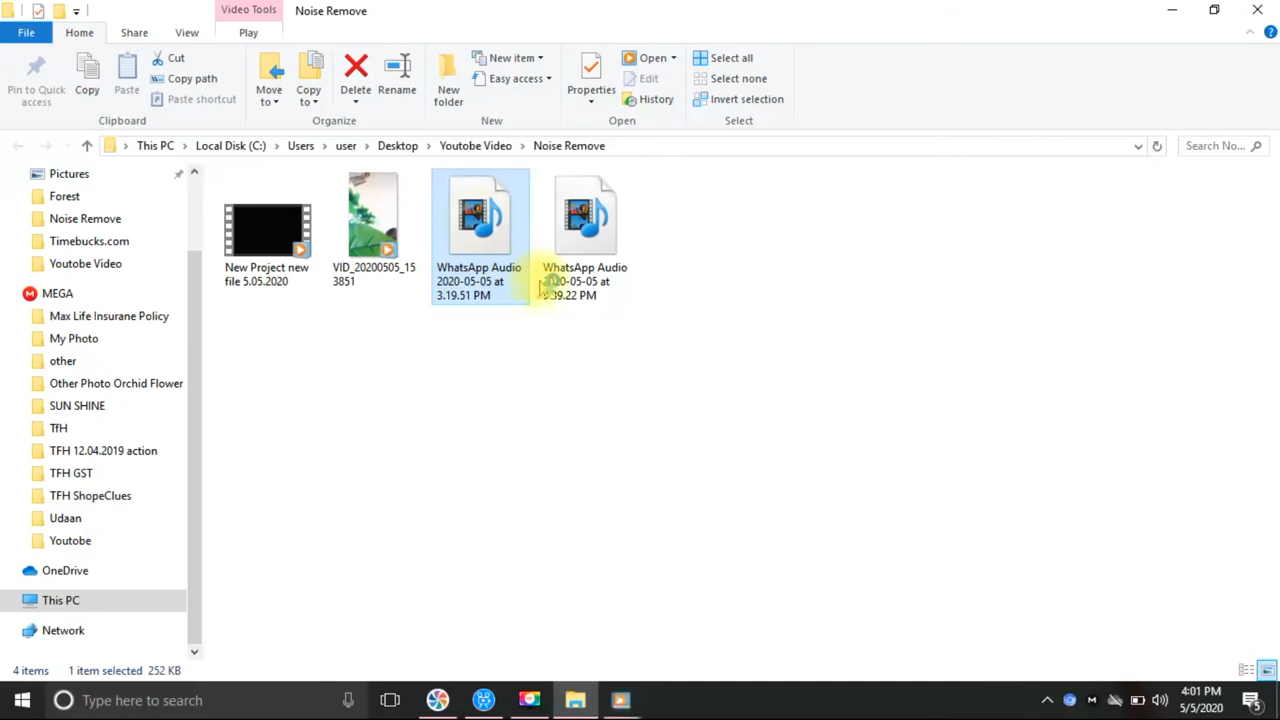 Video Tools
Noise Remove
File
Home
Share
View
Play
Pin to Quick access
Copy
Paste
Cut
Copy path
Paste shortcut
Clipboard
Move to
Copy to
Delete
Rename
Organize
New folder
New item
Easy access
New
Properties
Open
Edit
History
Open
Select all
Select none
Invert selection
Select
This PC
Local Disk (C:)
Users
user
Desktop
Youtube Video
Noise Remove
Search No...
Pictures
Forest
Noise Remove
Timebucks.com
Youtube Video
MEGA
Max Life Insurane Policy
My Photo
other
Other Photo Orchid Flower
SUN SHINE
TfH
TFH 12.04.2019 action
TFH GST
TFH ShopeClues
Udaan
Youtube
OneDrive
This PC
Network
New Project new
file 5.05.2020
VID_20200505_15
3851
WhatsApp Audio
2020-05-05 at
3.19.51 PM
WhatsApp Audio
2020-05-05 at
39.22 PM
4 items
1 item selected
252 KB
Type here to search
4:01 PM
5/5/2020
5